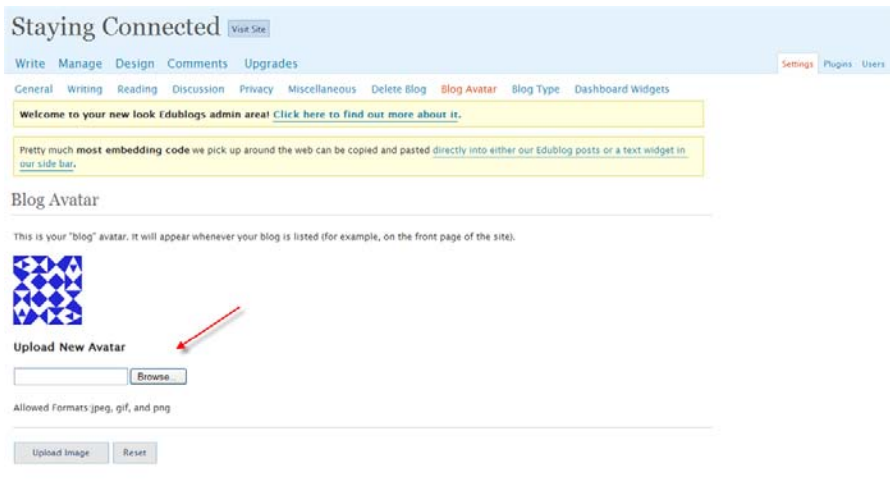 Staying Connected Visit Site
Write Manage Design Comments Upgrades
Settings Plugins Users
General Writing Reading Discussion Privacy Miscellaneous Delete Blog Blog Avatar Blog Type Dashboard Widgets
Welcome to your new look Edublogs admin area! Click here to find out more about it.
Pretty much most embedding code we pick up around the web can be copied and pasted directly into either our Edublog posts or a text widget in
our side bar.
Blog Avatar
This is your "blog" avatar. It will appear whenever your blog is listed (for example, on the front page of the site).
Upload New Avatar
Browse...
Allowed Formats:jpeg, gif, and png
Upload Image Reset